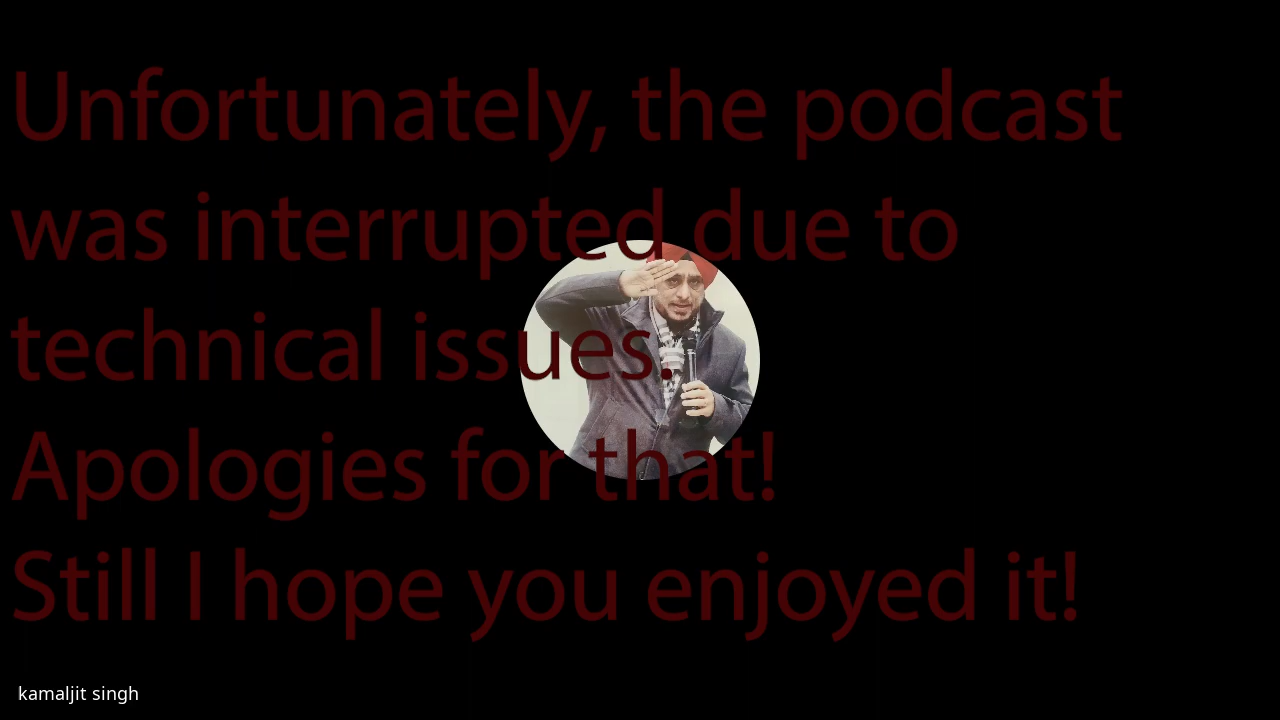 Unfortunately, the podcast
was interrupted due to
technical issues.
Apologies for that!
Still I hope you enjoyed it!
kamaljit singh